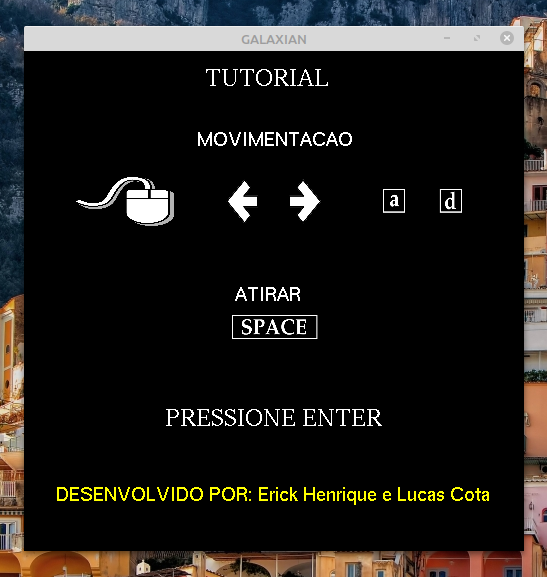 GALAXIAN
TUTORIAL
MOVIMENTACAO
a d
ATIRAR
SPACE
PRESSIONE ENTER
DESENVOLVIDO POR: Erick Henrique e Lucas Cota